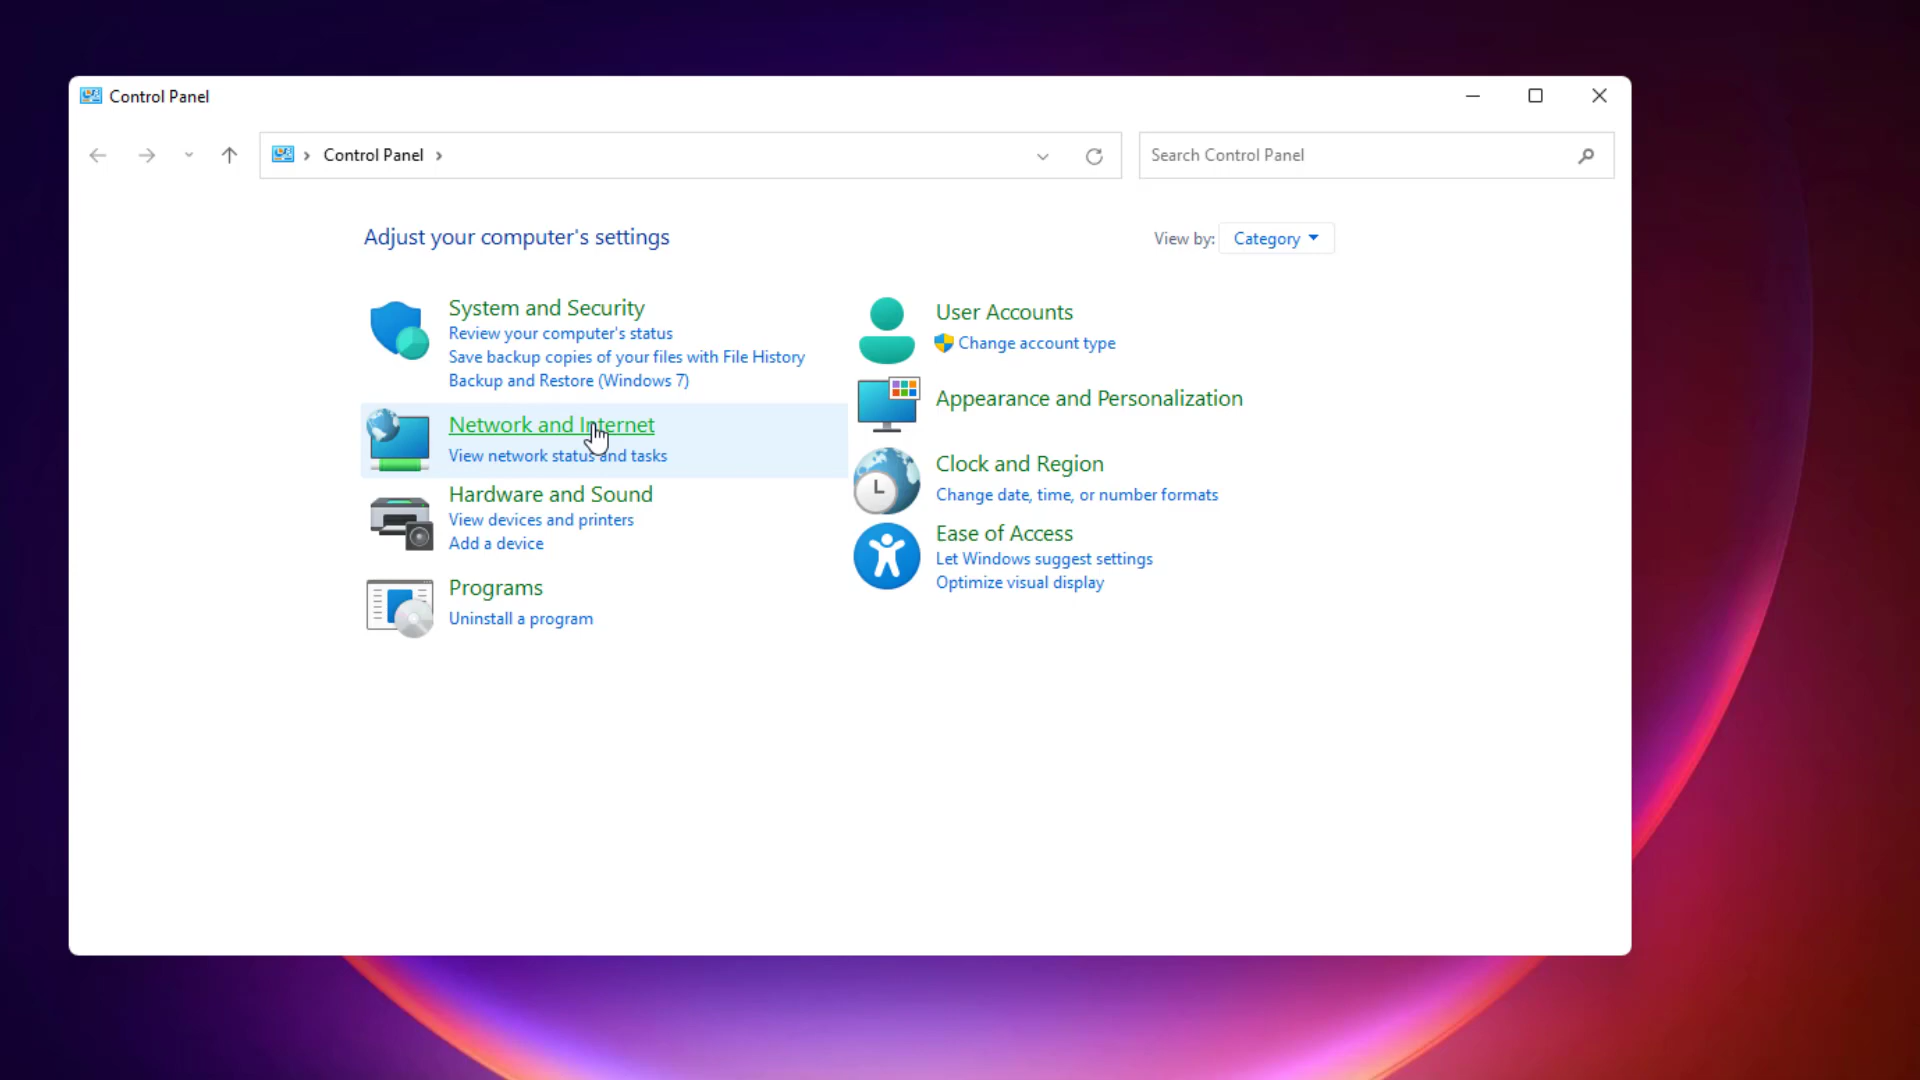 Control Panel
Control Panel
Search Control Panel
Adjust your computer's settings
View by: Category
System and Security
Review your computer's status
Save backup copies of your files with File History
Backup and Restore (Windows 7)
Network and Internet
View network status and tasks
Hardware and Sound
View devices and printers
Add a device
Programs
Uninstall a program
User Accounts
Change account type
Appearance and Personalization
Clock and Region
Change date, time, or number formats
Ease of Access
Let Windows suggest settings
Optimize visual display